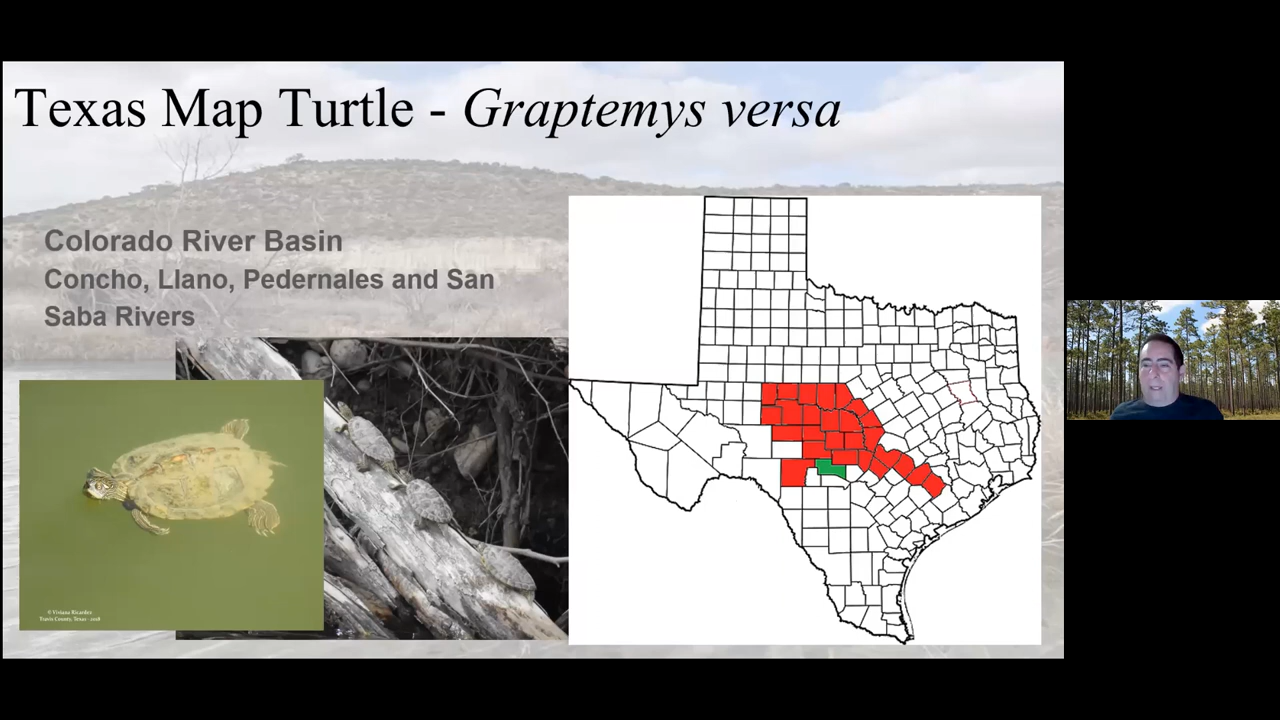 Texas Map Turtle - Graptemys versa
Colorado River Basin
Concho, Llano, Pedernales and San
Saba Rivers
© Viviana Ricardez
Travis County, Texas - 2018